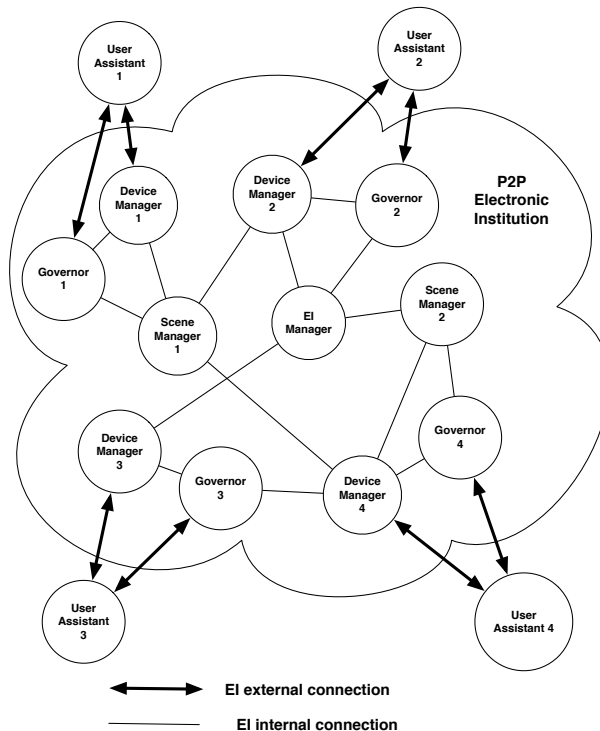 User
Assistant
1
User
Assistant
2
Device
Manager
1
Device
Manager
2
Governor
2
P2P
Electronic
Institution
Governor
1
Scene
Manager
1
EI
Manager
Scene
Manager
2
Device
Manager
3
Governor
3
Device
Manager
4
Governor
4
User
Assistant
3
User
Assistant 4
EI external connection
EI internal connection